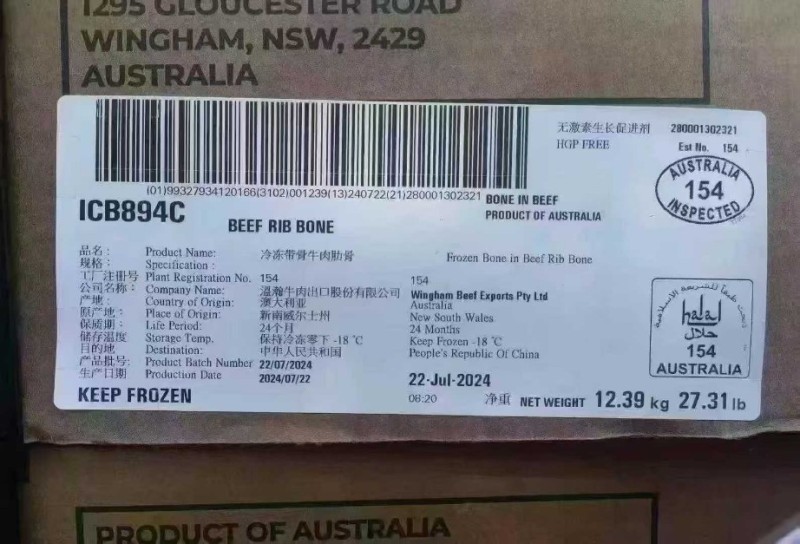 1295 GLOUCESTER ROAD
WINGHAM, NSW, 2429
AUSTRALIA
无激素生长促进剂 280001302321
HGP FREE Est No. 154
(01)99327934120166(3102)001239(13)240722(21)280001302321
BONE IN BEEF
PRODUCT OF AUSTRALIA
AUSTRALIA
154
INSPECTED
ICB894C
BEEF RIB BONE
品名： Product Name: 冷冻带骨牛肉肋骨 Frozen Bone in Beef Rib Bone
规格： Specification :
工厂注册号 Plant Registration No. 154 154
公司名称： Company Name: 温瀚牛肉出口股份有限公司 Wingham Beef Exports Pty Ltd
产地： Country of Origin: 澳大利亚 Australia
原产地： Place of Origin: 新南威尔士州 New South Wales
保质期： Life Period: 24个月 24 Months
储存温度 Storage Temp. 保持冷冻零下 -18 ℃ Keep Frozen -18 ℃
目的地 Destination: 中华人民共和国 People's Republic Of China
产品批号: Product Batch Number 22/07/2024
生产日期 Production Date 2024/07/22 22-Jul-2024
KEEP FROZEN
08:20 净重 NET WEIGHT 12.39 kg 27.31 lb
halal
حلال
154
AUSTRALIA
PRODUCT OF AUSTRALIA